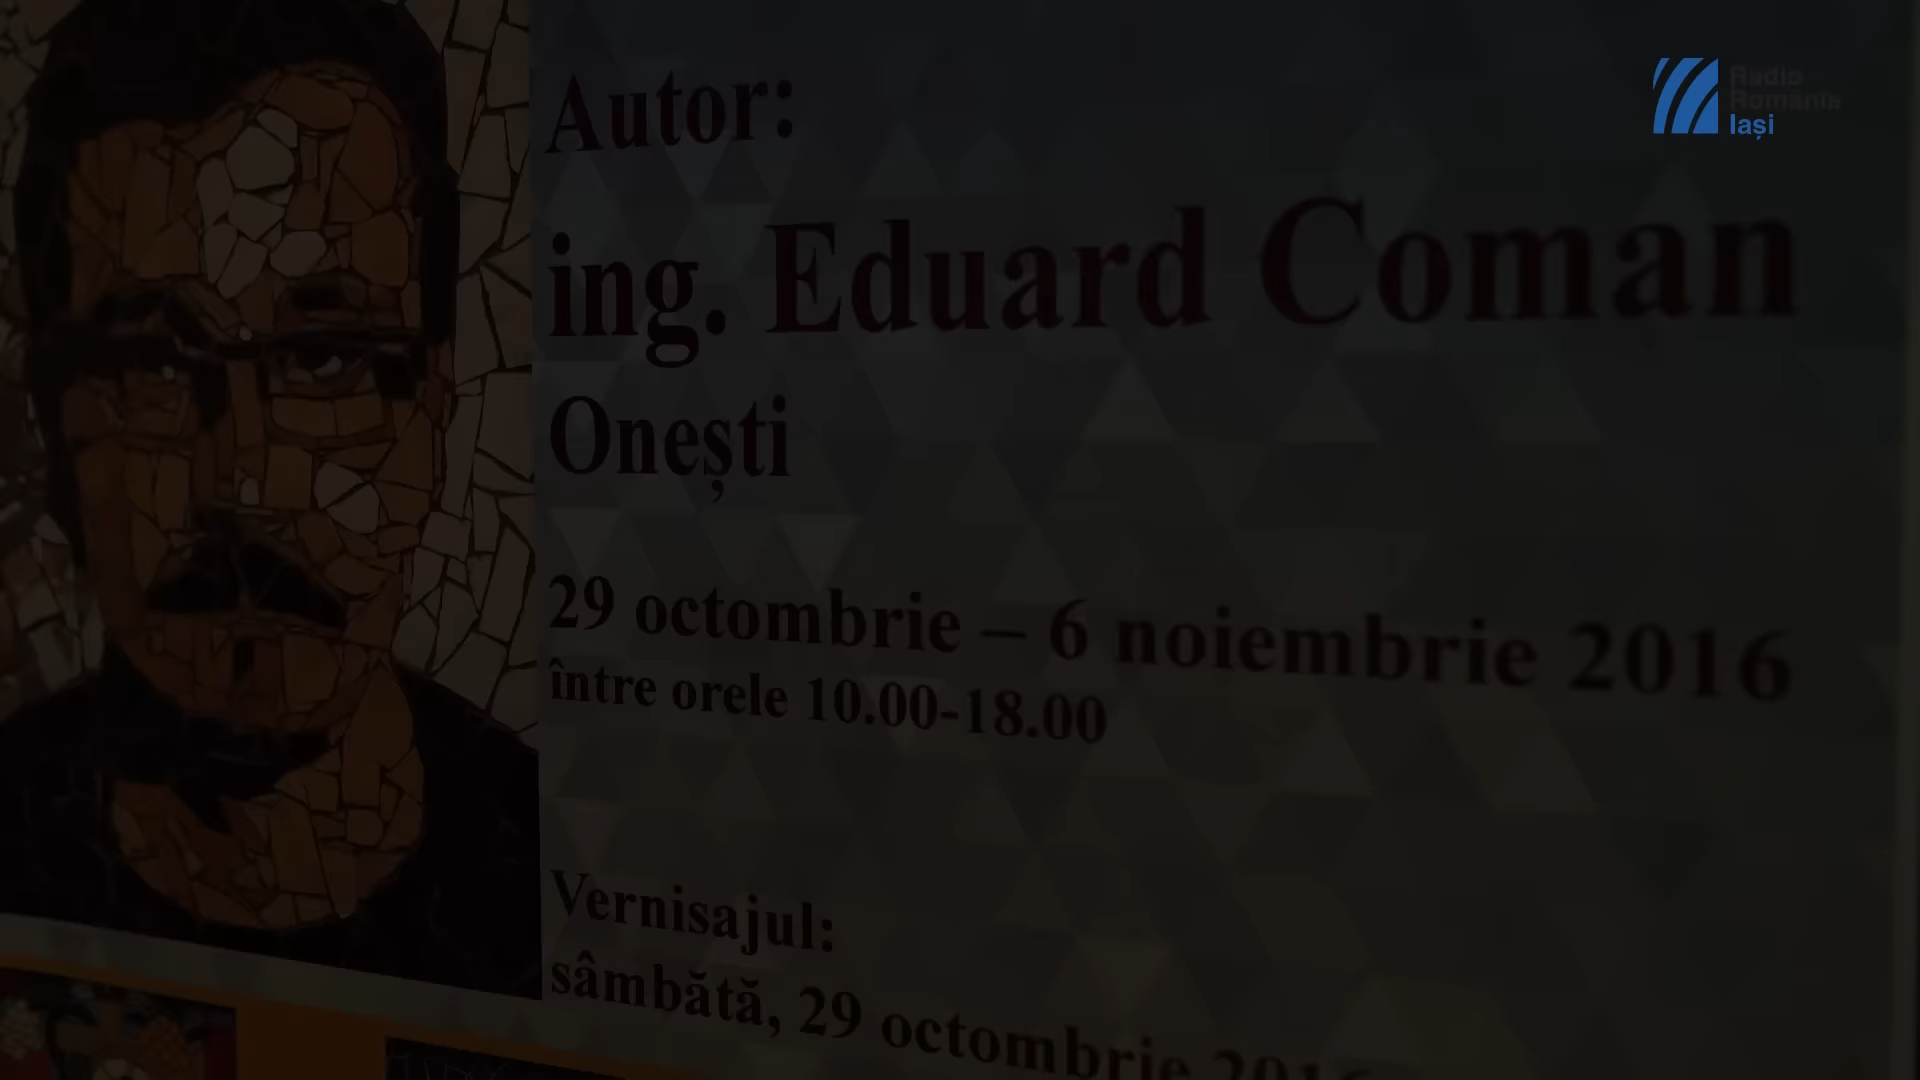 Autor:
ing. Eduard Coman
Onești
29 octombrie – 6 noiembrie 2016
între orele 10.00-18.00
Vernisajul:
sâmbătă, 29 octombrie 2016
Radio
România
Iași